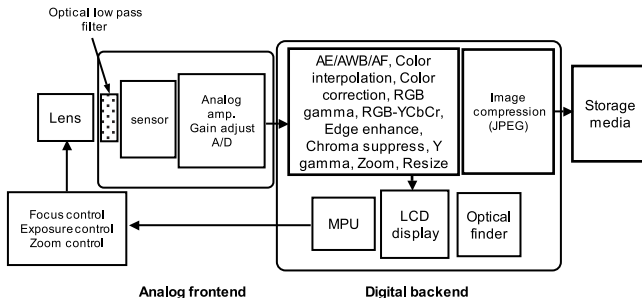 Optical low pass
filter
Lens
sensor
Analog
amp.
Gain adjust
A/D
AE/AWB/AF, Color
interpolation, Color
correction, RGB
gamma, RGB-YCbCr,
Edge enhance,
Chroma suppress, Y
gamma, Zoom, Resize
Image
compression
(JPEG)
Storage
media
Focus control
Exposure control
Zoom control
MPU
LCD
display
Optical
finder
Analog frontend
Digital backend